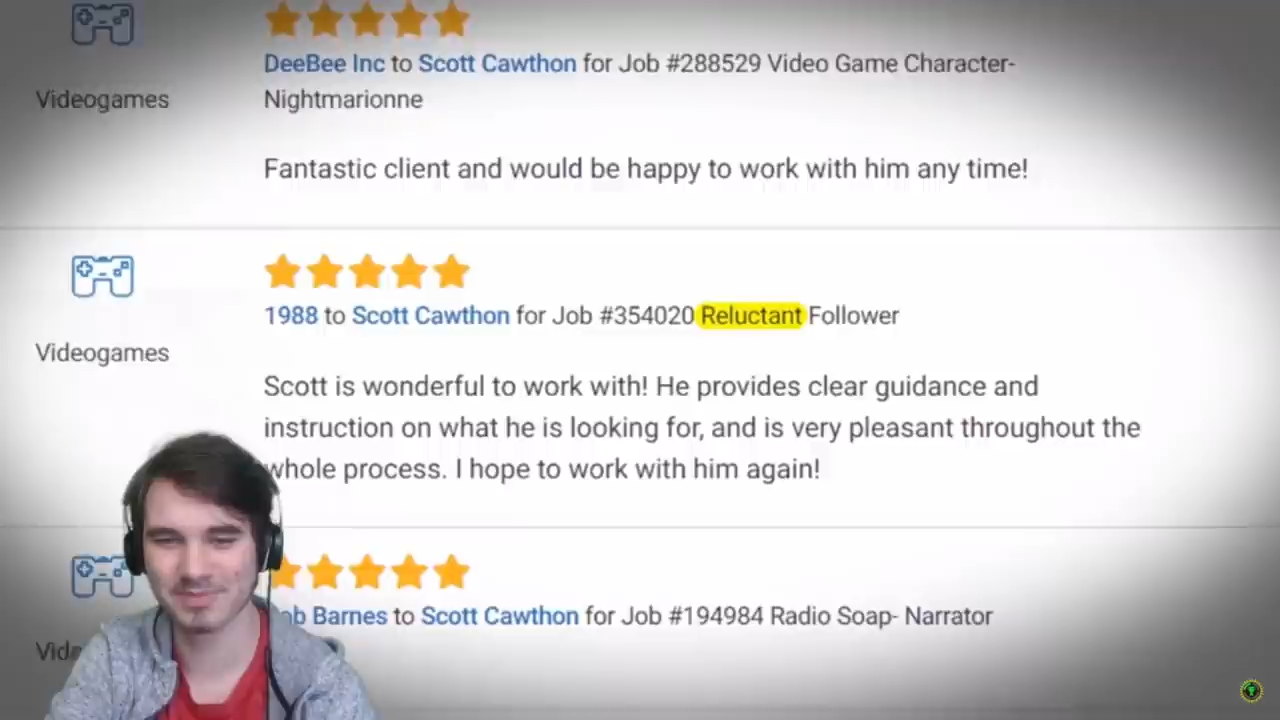 DeeBee Inc to Scott Cawthon for Job #288529 Video Game Character-
Videogames
Nightmarionne
Fantastic client and would be happy to work with him any time!
1988 to Scott Cawthon for Job #354020 Reluctant Follower
Videogames
Scott is wonderful to work with! He provides clear guidance and
instruction on what he is looking for, and is very pleasant throughout the
whole process. I hope to work with him again!
Barnes to Scott Cawthon for Job #194984 Radio Soap- Narrator